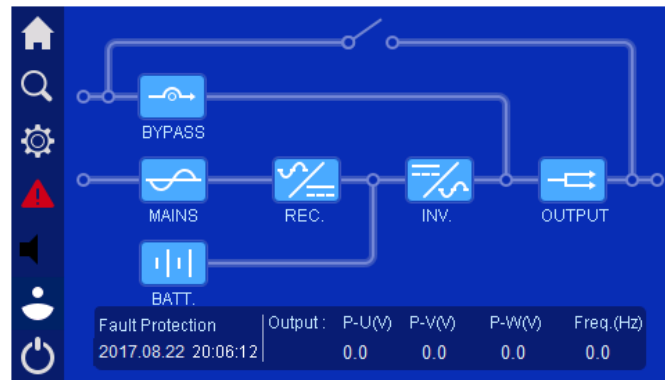 BYPASS
MAINS
REC.
INV.
OUTPUT
BATT.
Fault Protection
2017.08.22 20:06:12
Output : P-U(V) P-V(V) P-W(V) Freq.(Hz)
0.0 0.0 0.0 0.0